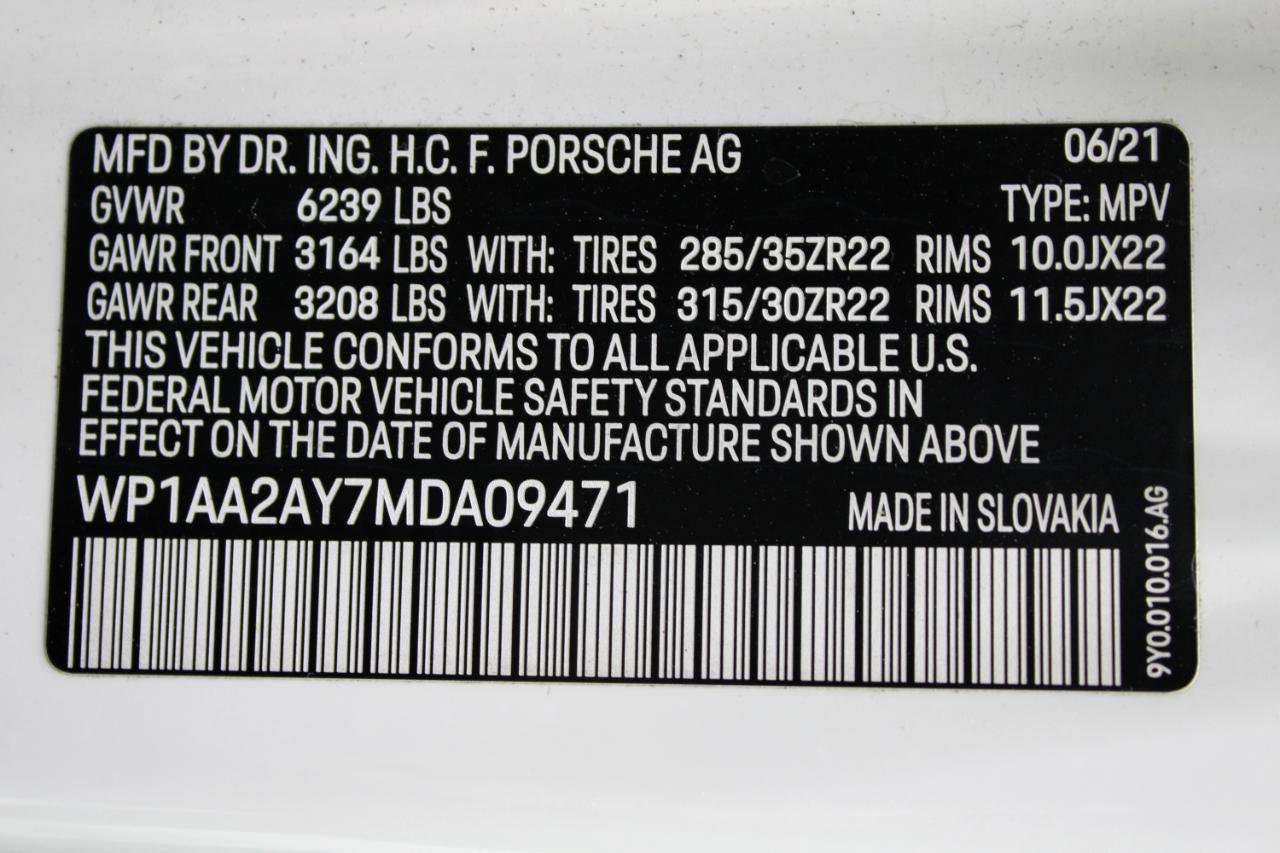 MFD BY DR. ING. H.C. F. PORSCHE AG 06/21
GVWR 6239 LBS TYPE: MPV
GAWR FRONT 3164 LBS WITH: TIRES 285/35ZR22 RIMS 10.0JX22
GAWR REAR 3208 LBS WITH: TIRES 315/30ZR22 RIMS 11.5JX22
THIS VEHICLE CONFORMS TO ALL APPLICABLE U.S.
FEDERAL MOTOR VEHICLE SAFETY STANDARDS IN
EFFECT ON THE DATE OF MANUFACTURE SHOWN ABOVE
WP1AA2AY7MDA09471 MADE IN SLOVAKIA
9Y0.010.016.AG